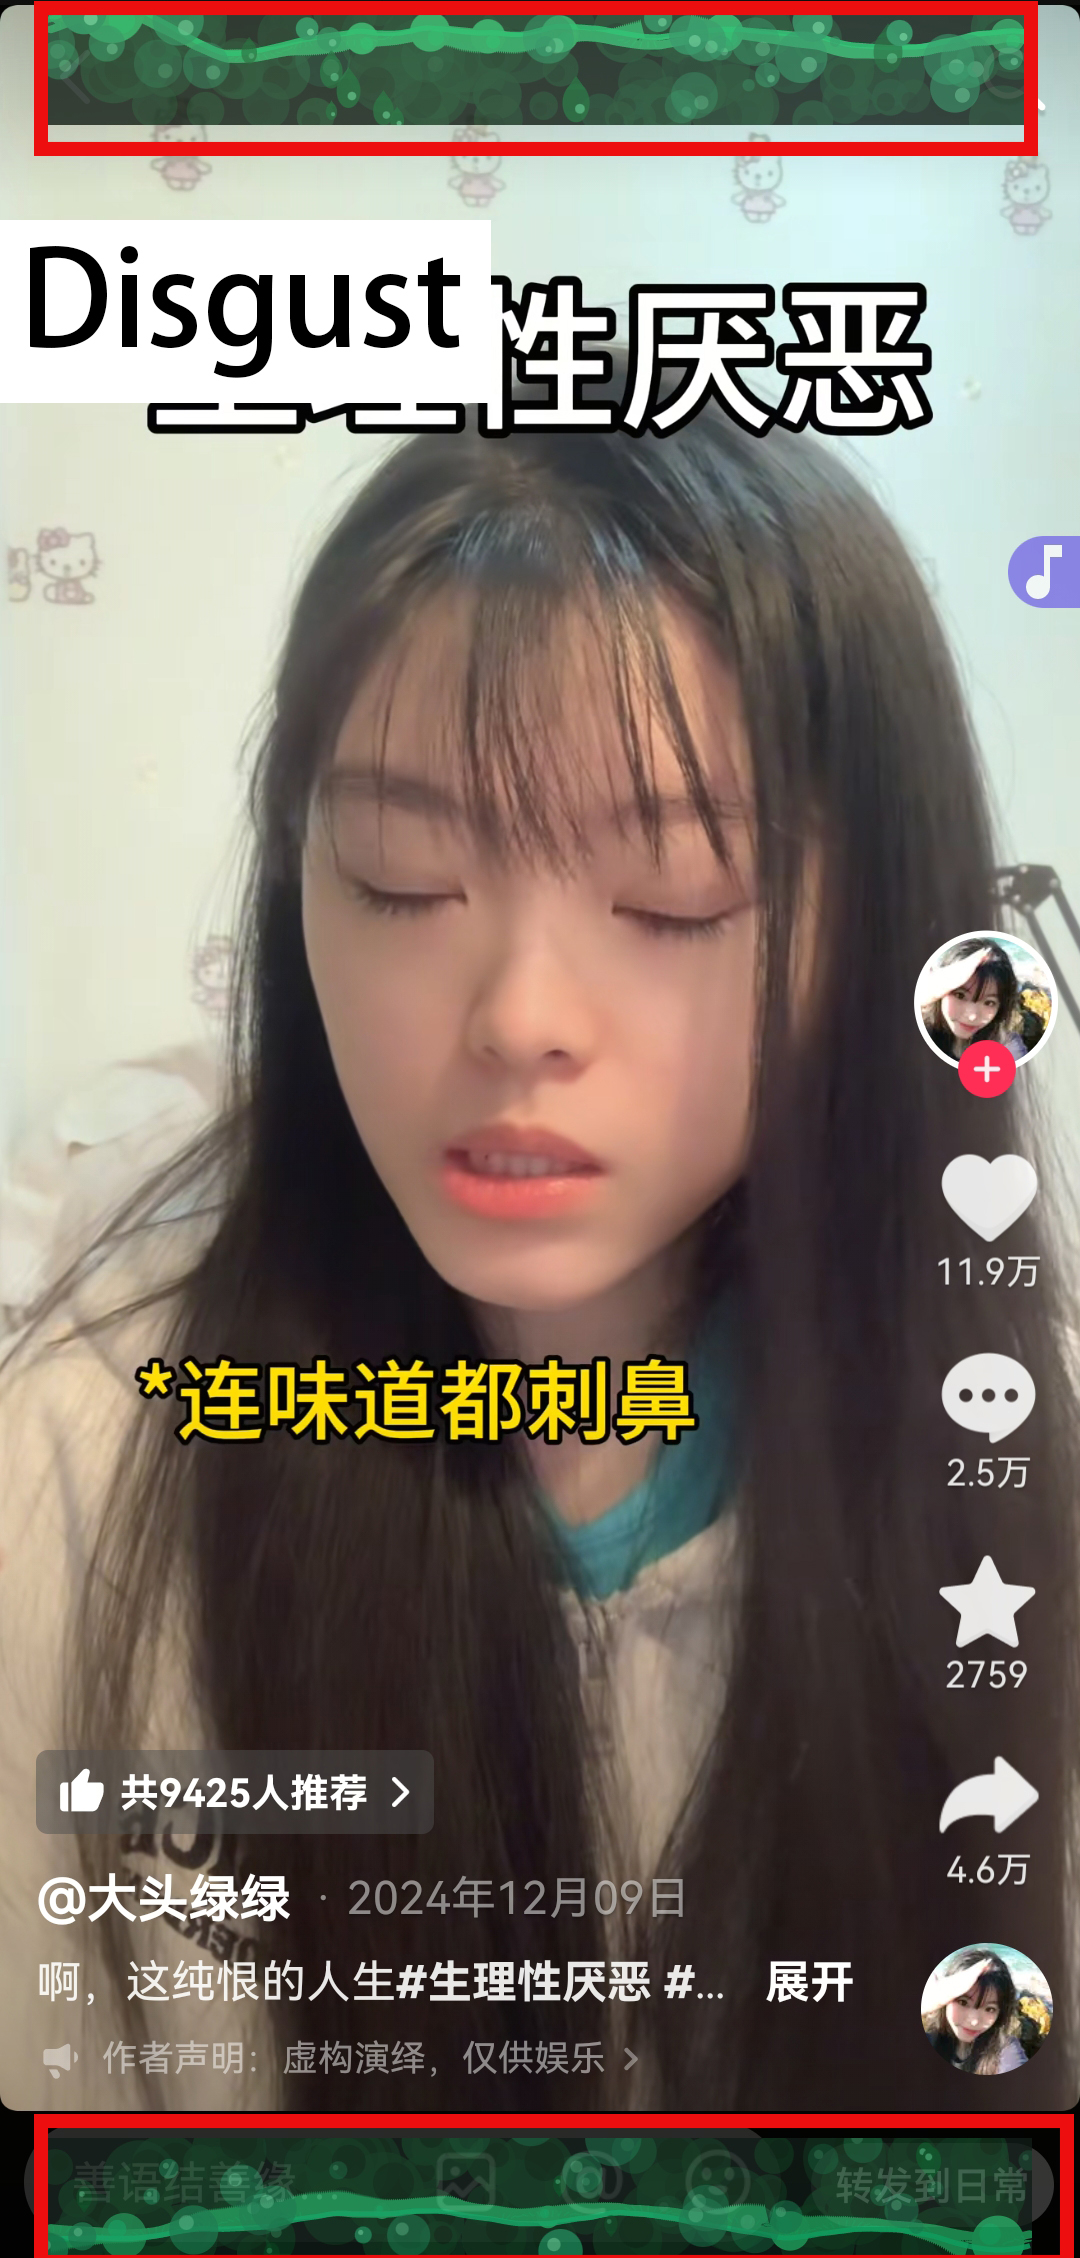 Disgust
性厌恶
*连味道都刺鼻
11.9万
2.5万
2759
4.6万
共9425人推荐
@大头绿绿 · 2024年12月09日
啊，这纯恨的人生#生理性厌恶 #... 展开
作者声明：虚构演绎，仅供娱乐
善语结善缘... 转发到日常